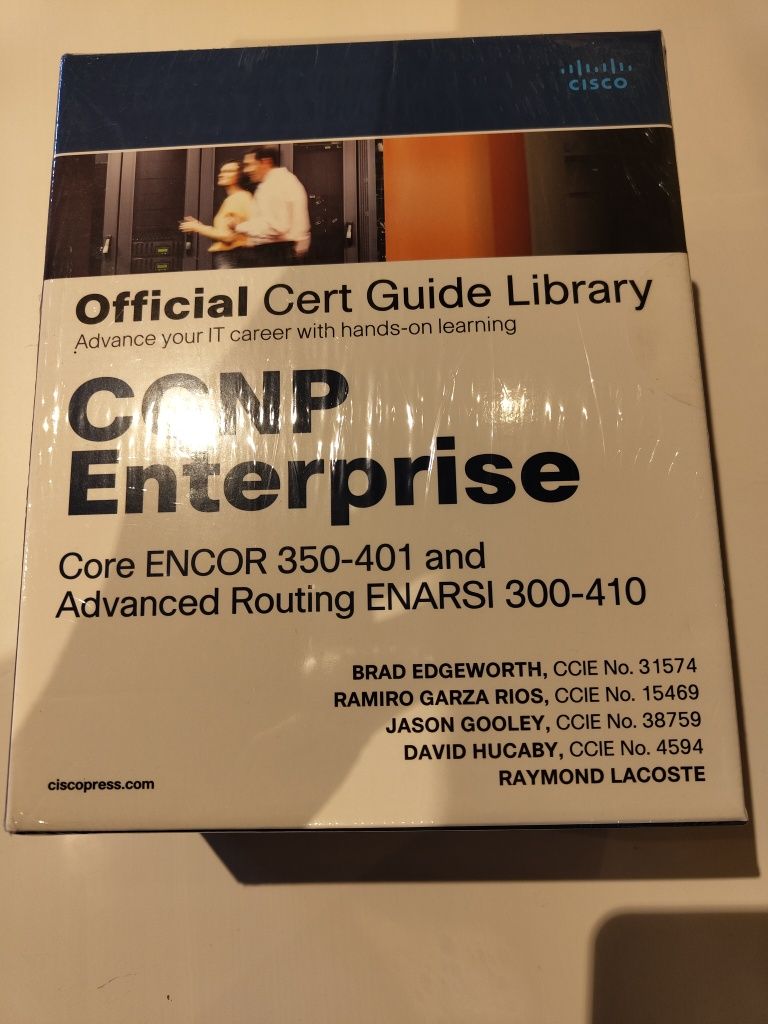 CISCO
Official Cert Guide Library
Advance your IT career with hands-on learning
CCNP
Enterprise
Core ENCOR 350-401 and
Advanced Routing ENARSI 300-410
BRAD EDGEWORTH, CCIE No. 31574
RAMIRO GARZA RIOS, CCIE No. 15469
JASON GOOLEY, CCIE No. 38759
DAVID HUCABY, CCIE No. 4594
ciscopress.com RAYMOND LACOSTE